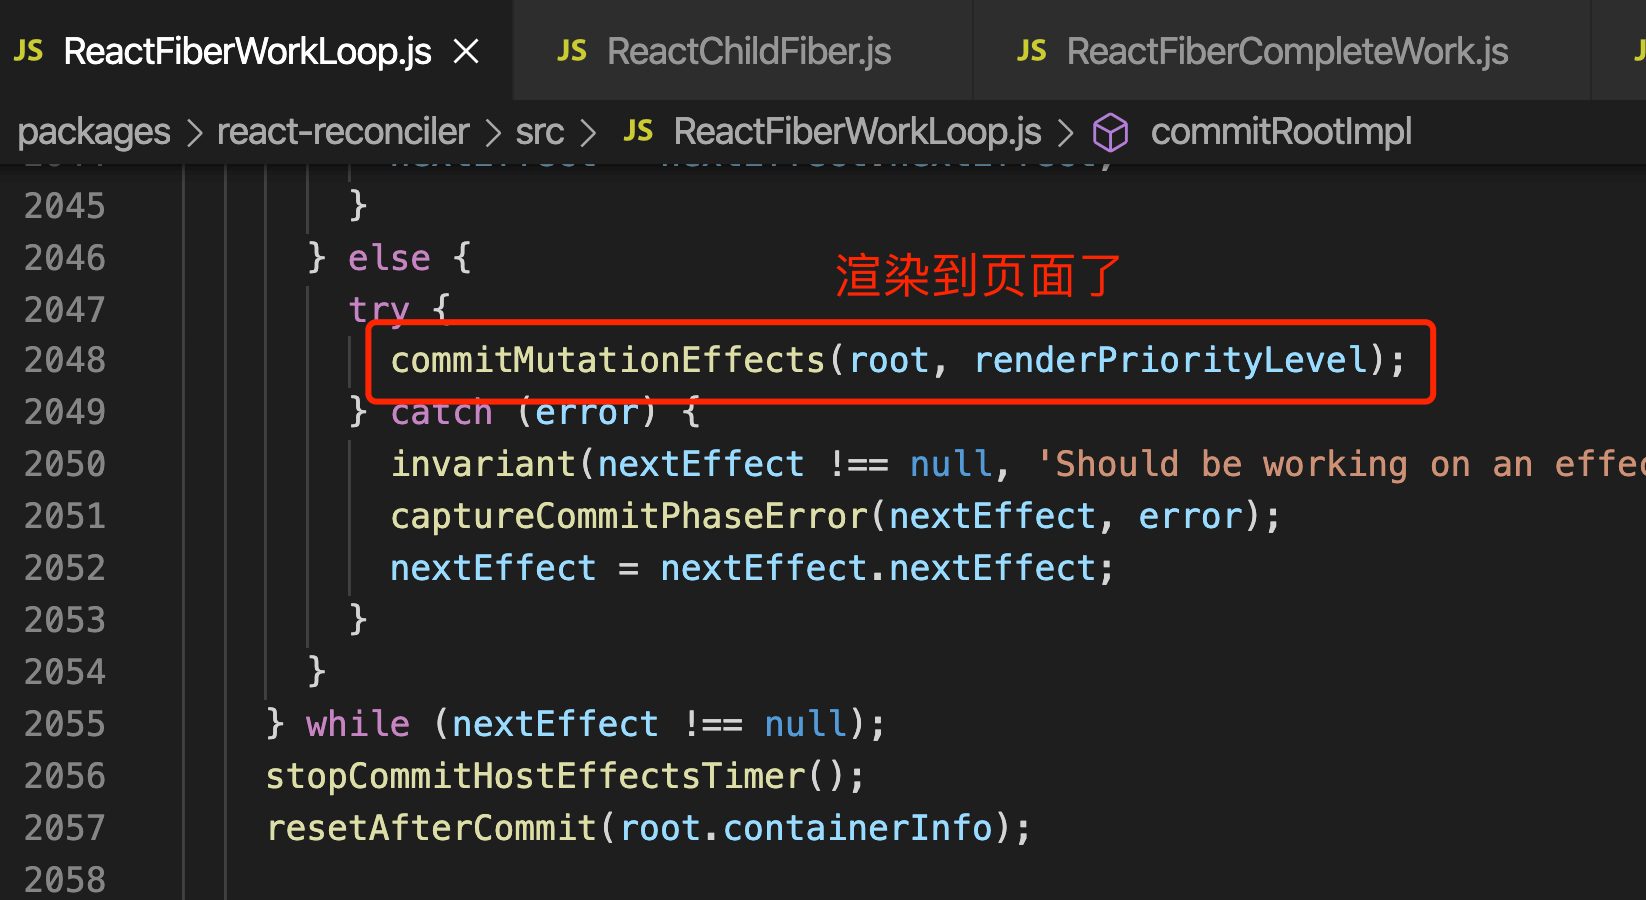 JS ReactFiberWorkLoop.js × JS ReactChildFiber.js JS ReactFiberCompleteWork.js
packages > react-reconciler > src > JS ReactFiberWorkLoop.js > commitRootImpl
2045 }
2046 } else {
渲染到页面了
2047 try {
2048 commitMutationEffects(root, renderPriorityLevel);
2049 } catch (error) {
2050 invariant(nextEffect !== null, 'Should be working on an
2051 captureCommitPhaseError(nextEffect, error);
2052 nextEffect = nextEffect.nextEffect;
2053 }
2054 }
2055 } while (nextEffect !== null);
2056 stopCommitHostEffectsTimer();
2057 resetAfterCommit(root.containerInfo);
2058